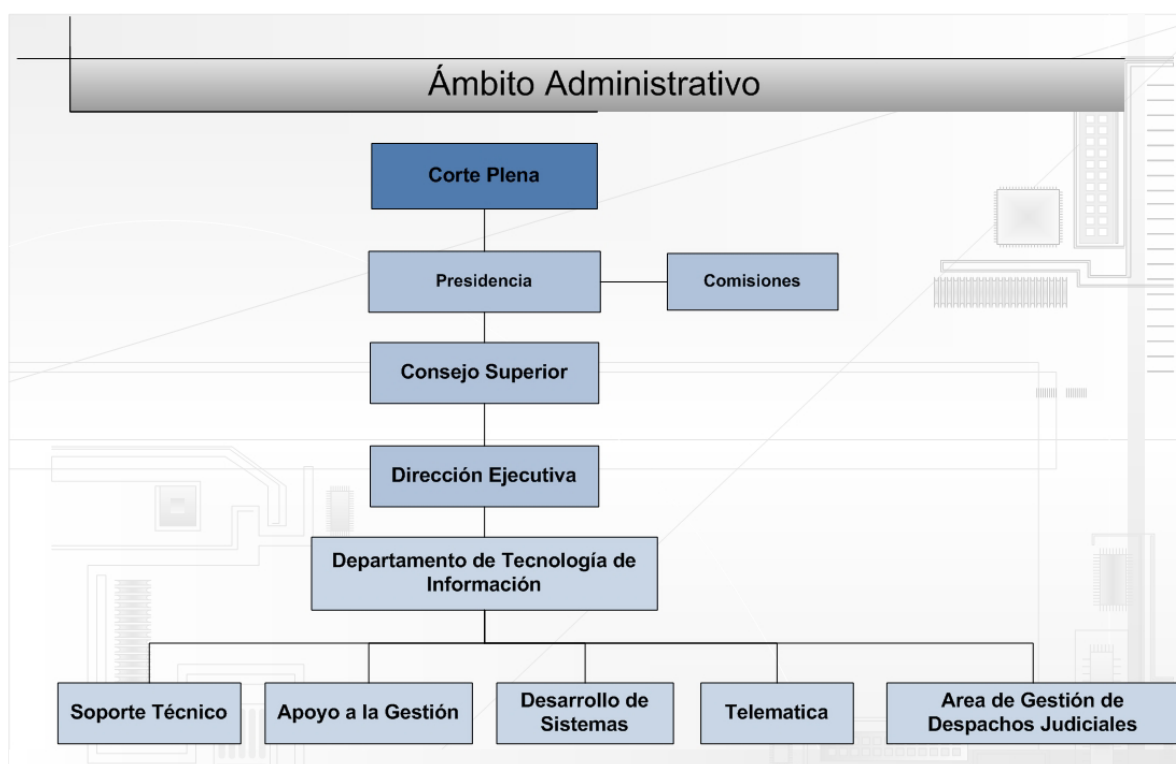 Ámbito Administrativo
Corte Plena
Presidencia
Comisiones
Consejo Superior
Dirección Ejecutiva
Departamento de Tecnología de
Información
Soporte Técnico
Apoyo a la Gestión
Desarrollo de
Sistemas
Telematica
Area de Gestión de
Despachos Judiciales